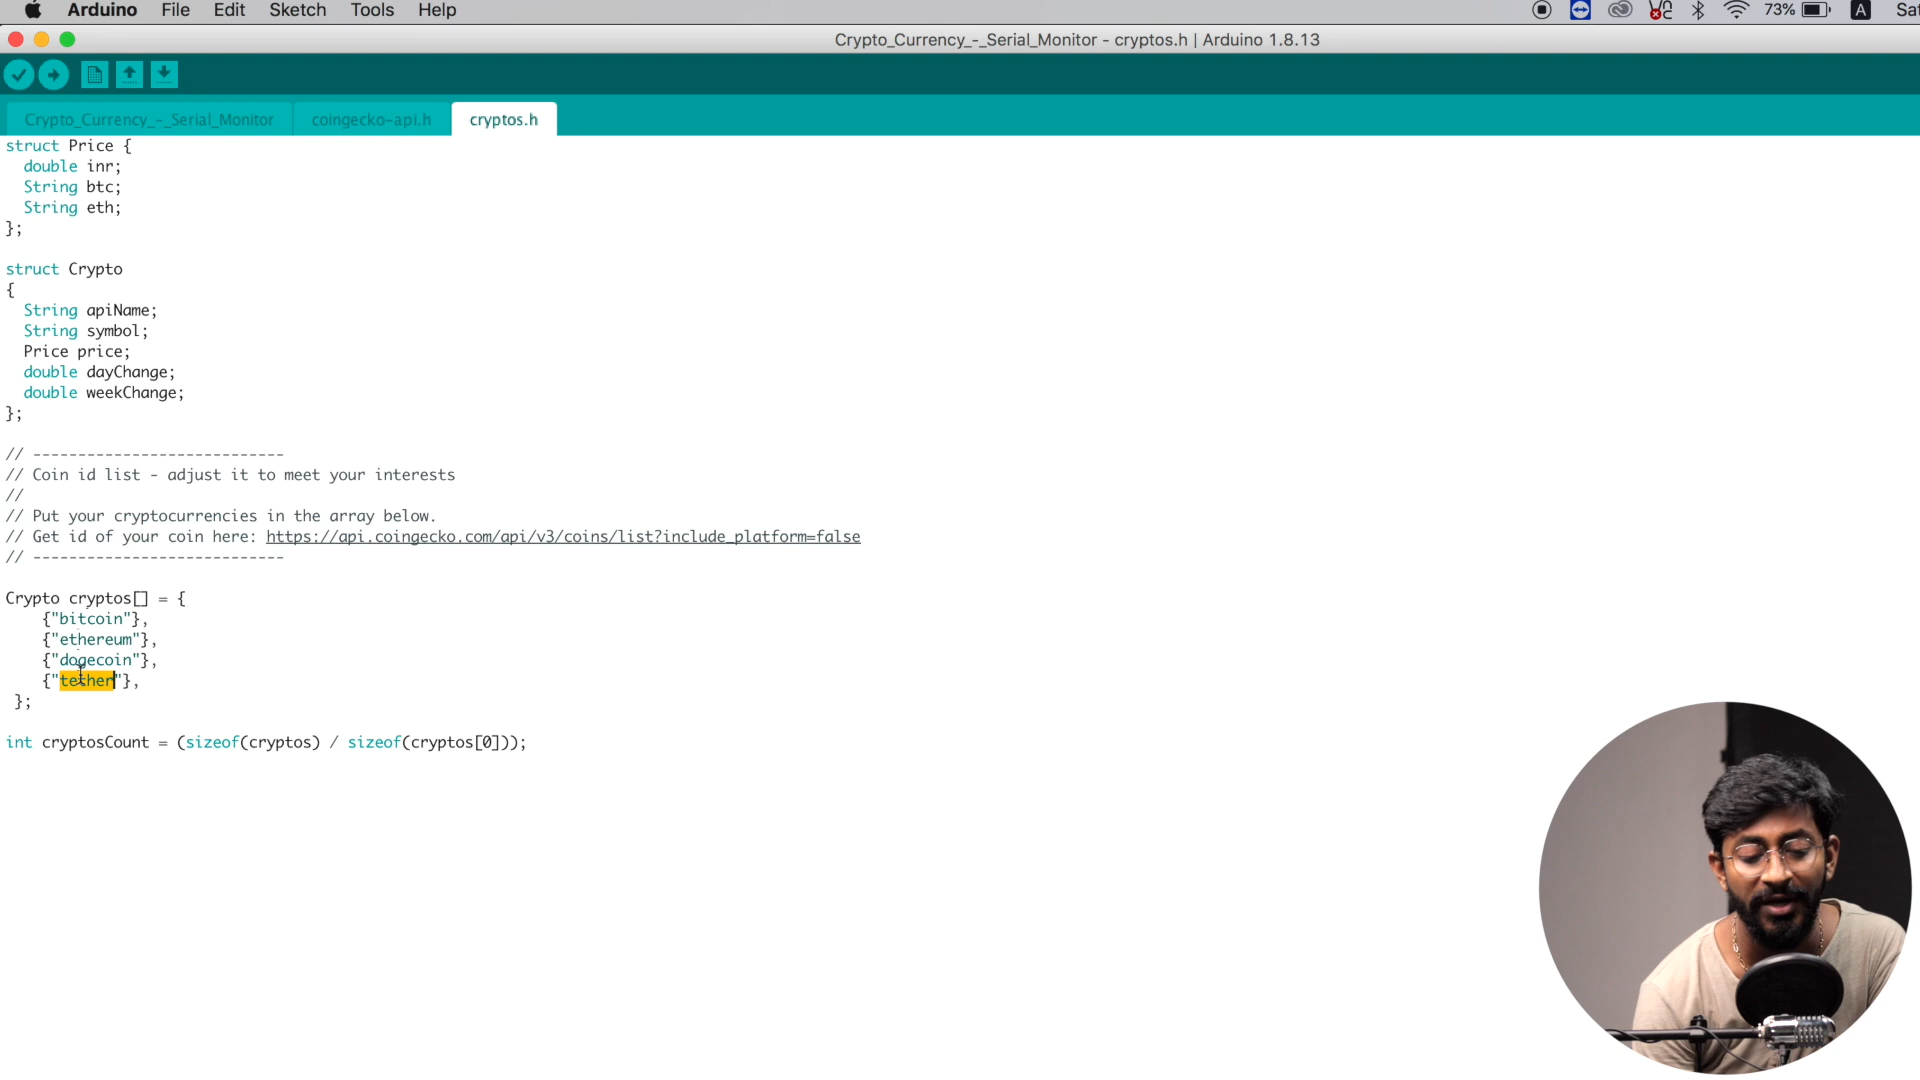 Arduino File Edit Sketch Tools Help 73% A Sat
Crypto_Currency_-_Serial_Monitor - cryptos.h | Arduino 1.8.13
Crypto_Currency_-_Serial_Monitor coingecko-api.h cryptos.h
struct Price {
double inr;
String btc;
String eth;
};
struct Crypto
{
String apiName;
String symbol;
Price price;
double dayChange;
double weekChange;
};
// ----------------------------
// Coin id list - adjust it to meet your interests
//
// Put your cryptocurrencies in the array below.
// Get id of your coin here: https://api.coingecko.com/api/v3/coins/list?include_platform=false
// ----------------------------
Crypto cryptos[] = {
{"bitcoin"},
{"ethereum"},
{"dogecoin"},
{"tether"},
};
int cryptosCount = (sizeof(cryptos) / sizeof(cryptos[0]));